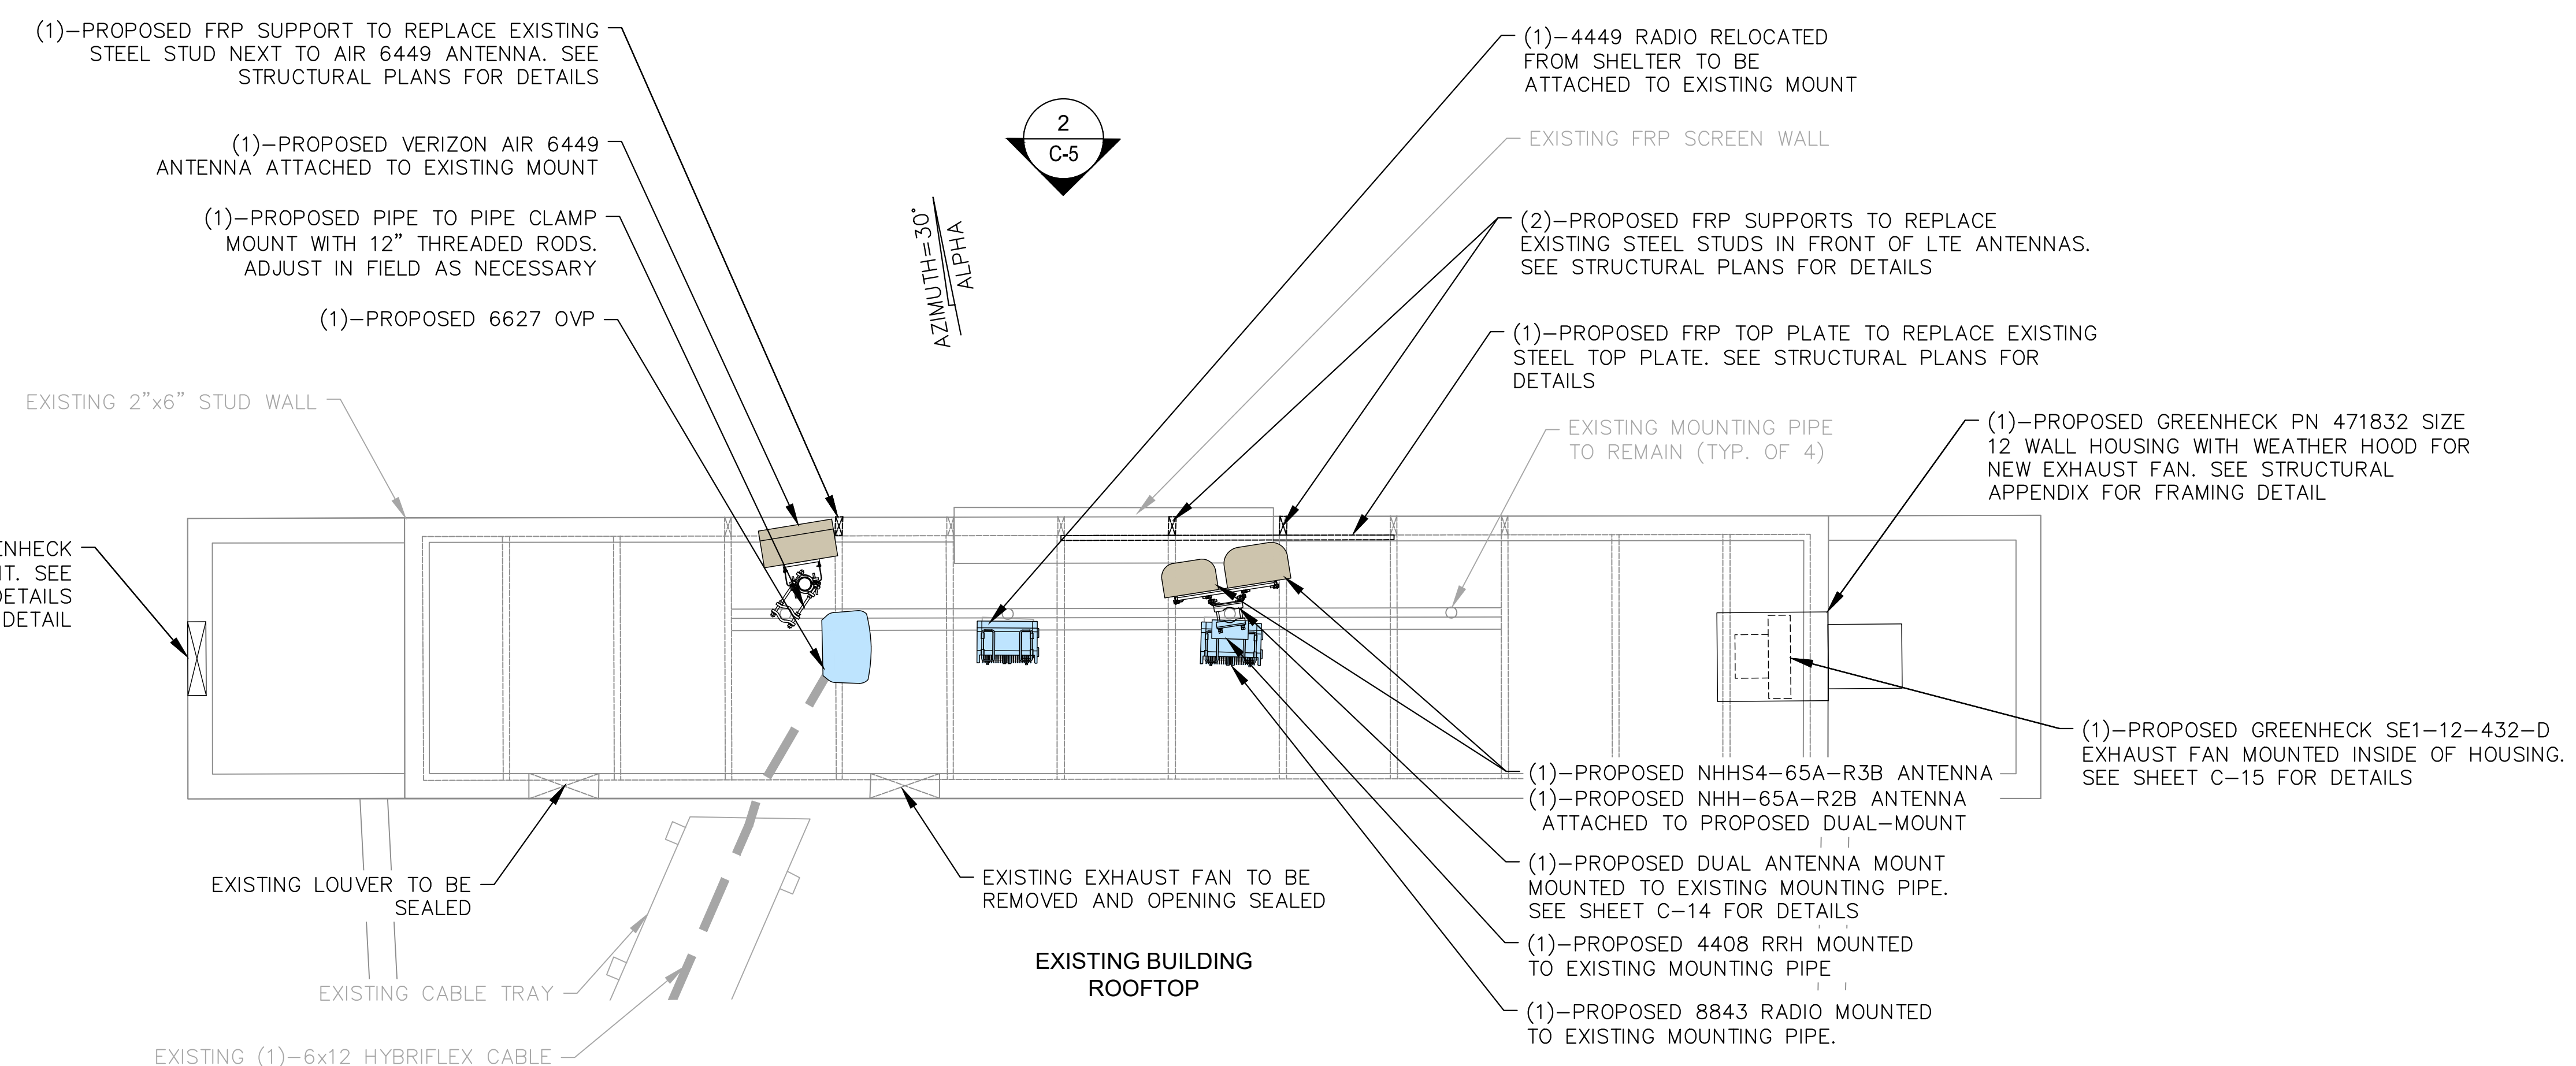 (1)-PROPOSED FRP SUPPORT TO REPLACE EXISTING
STEEL STUD NEXT TO AIR 6449 ANTENNA. SEE
STRUCTURAL PLANS FOR DETAILS
(1)-PROPOSED VERIZON AIR 6449
ANTENNA ATTACHED TO EXISTING MOUNT
(1)-PROPOSED PIPE TO PIPE CLAMP
MOUNT WITH 12" THREADED RODS.
ADJUST IN FIELD AS NECESSARY
(1)-PROPOSED 6627 OVP
EXISTING 2"x6" STUD WALL
ENHECK
IT. SEE
DETAILS
DETAIL
2
C-5
AZIMUTH=30°
ALPHA
(1)-4449 RADIO RELOCATED
FROM SHELTER TO BE
ATTACHED TO EXISTING MOUNT
EXISTING FRP SCREEN WALL
(2)-PROPOSED FRP SUPPORTS TO REPLACE
EXISTING STEEL STUDS IN FRONT OF LTE ANTENNAS.
SEE STRUCTURAL PLANS FOR DETAILS
(1)-PROPOSED FRP TOP PLATE TO REPLACE EXISTING
STEEL TOP PLATE. SEE STRUCTURAL PLANS FOR
DETAILS
EXISTING MOUNTING PIPE
TO REMAIN (TYP. OF 4)
(1)-PROPOSED GREENHECK PN 471832 SIZE
12 WALL HOUSING WITH WEATHER HOOD FOR
NEW EXHAUST FAN. SEE STRUCTURAL
APPENDIX FOR FRAMING DETAIL
(1)-PROPOSED GREENHECK SE1-12-432-D
EXHAUST FAN MOUNTED INSIDE OF HOUSING.
SEE SHEET C-15 FOR DETAILS
(1)-PROPOSED NHHS4-65A-R3B ANTENNA
(1)-PROPOSED NHH-65A-R2B ANTENNA
ATTACHED TO PROPOSED DUAL-MOUNT
(1)-PROPOSED DUAL ANTENNA MOUNT
MOUNTED TO EXISTING MOUNTING PIPE.
SEE SHEET C-14 FOR DETAILS
(1)-PROPOSED 4408 RRH MOUNTED
TO EXISTING MOUNTING PIPE
(1)-PROPOSED 8843 RADIO MOUNTED
TO EXISTING MOUNTING PIPE.
EXISTING LOUVER TO BE
SEALED
EXISTING EXHAUST FAN TO BE
REMOVED AND OPENING SEALED
EXISTING BUILDING
ROOFTOP
EXISTING CABLE TRAY
EXISTING (1)-6x12 HYBRIFLEX CABLE